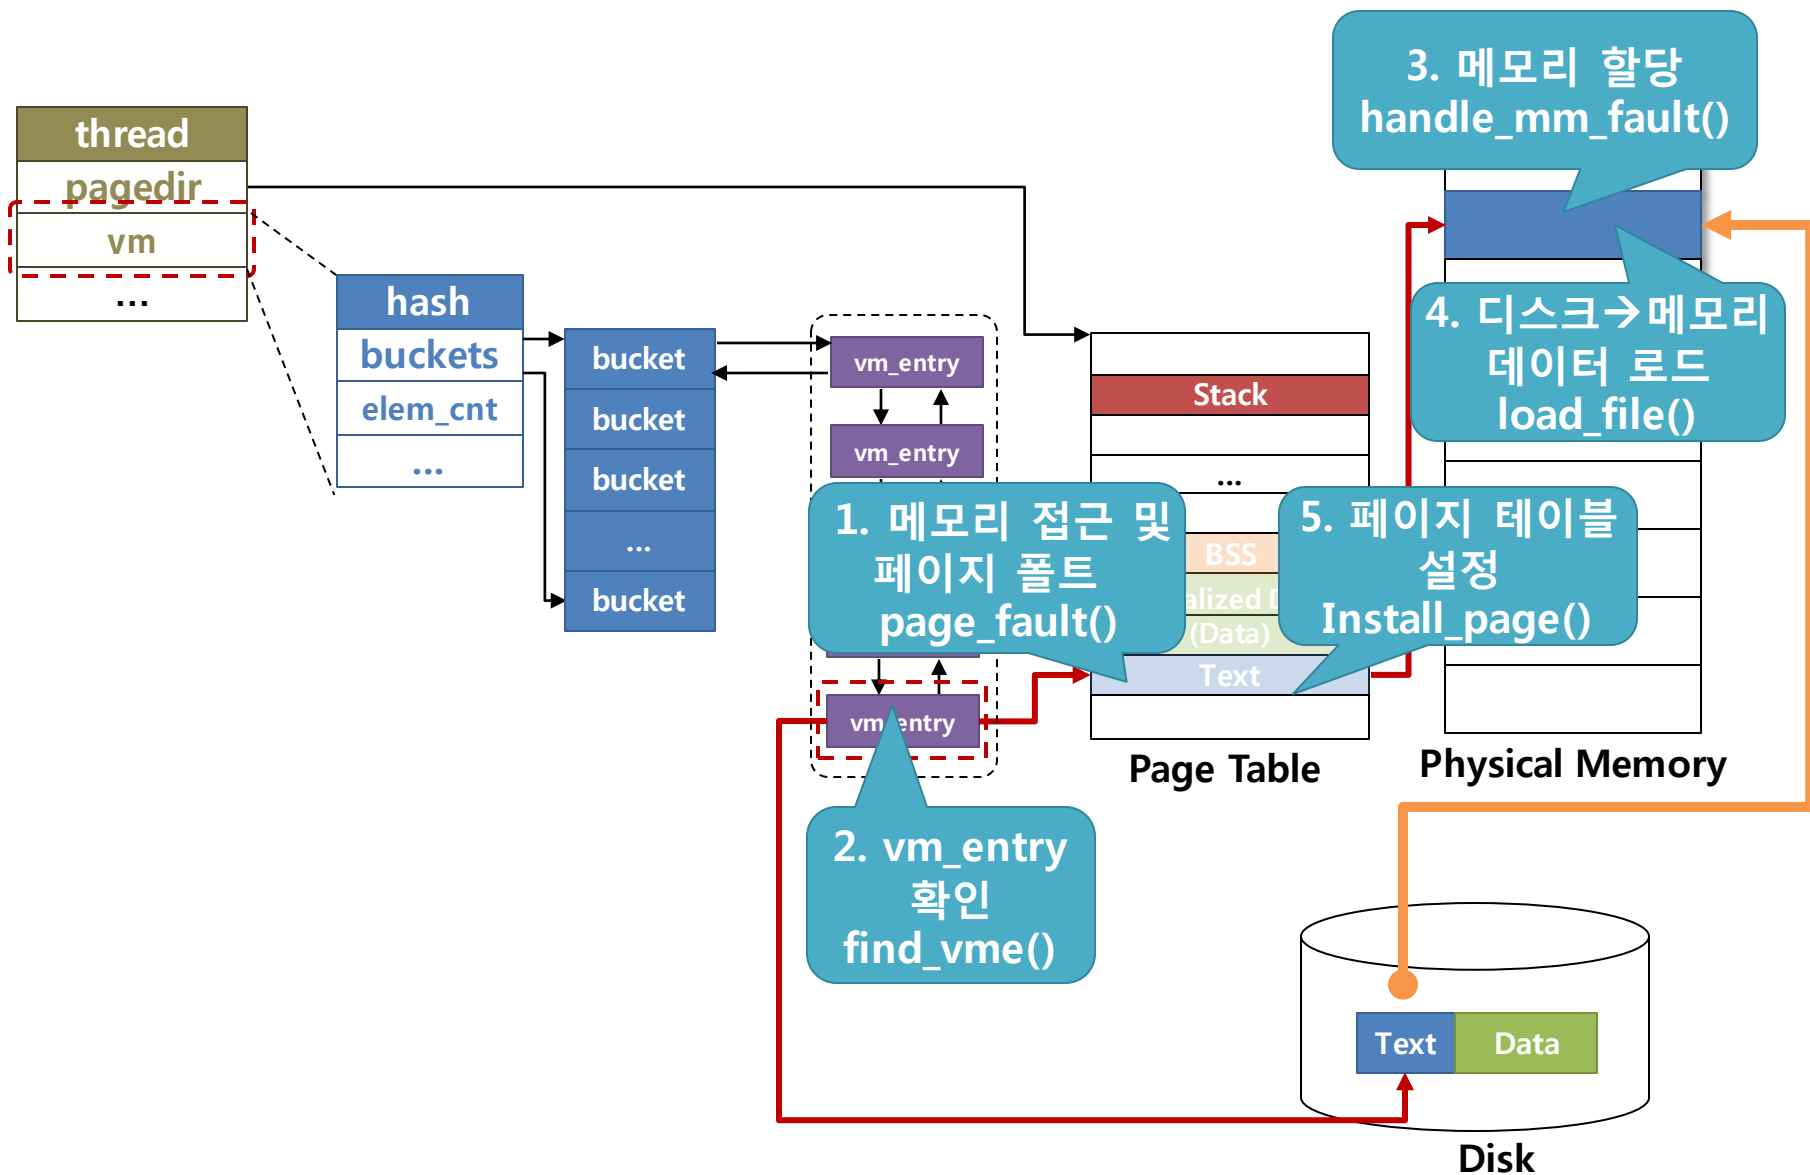 thread
pagedir
vm
...
hash
buckets
elem_cnt
...
bucket
bucket
bucket
...
bucket
vm_entry
vm_entry
vm_entry
Stack
...
BSS
(Data)
Text
Page Table
Physical Memory
1. 메모리 접근 및
페이지 폴트
page_fault()
2. vm_entry
확인
find_vme()
3. 메모리 할당
handle_mm_fault()
4. 디스크→메모리
데이터 로드
load_file()
5. 페이지 테이블
설정
Install_page()
Text
Data
Disk